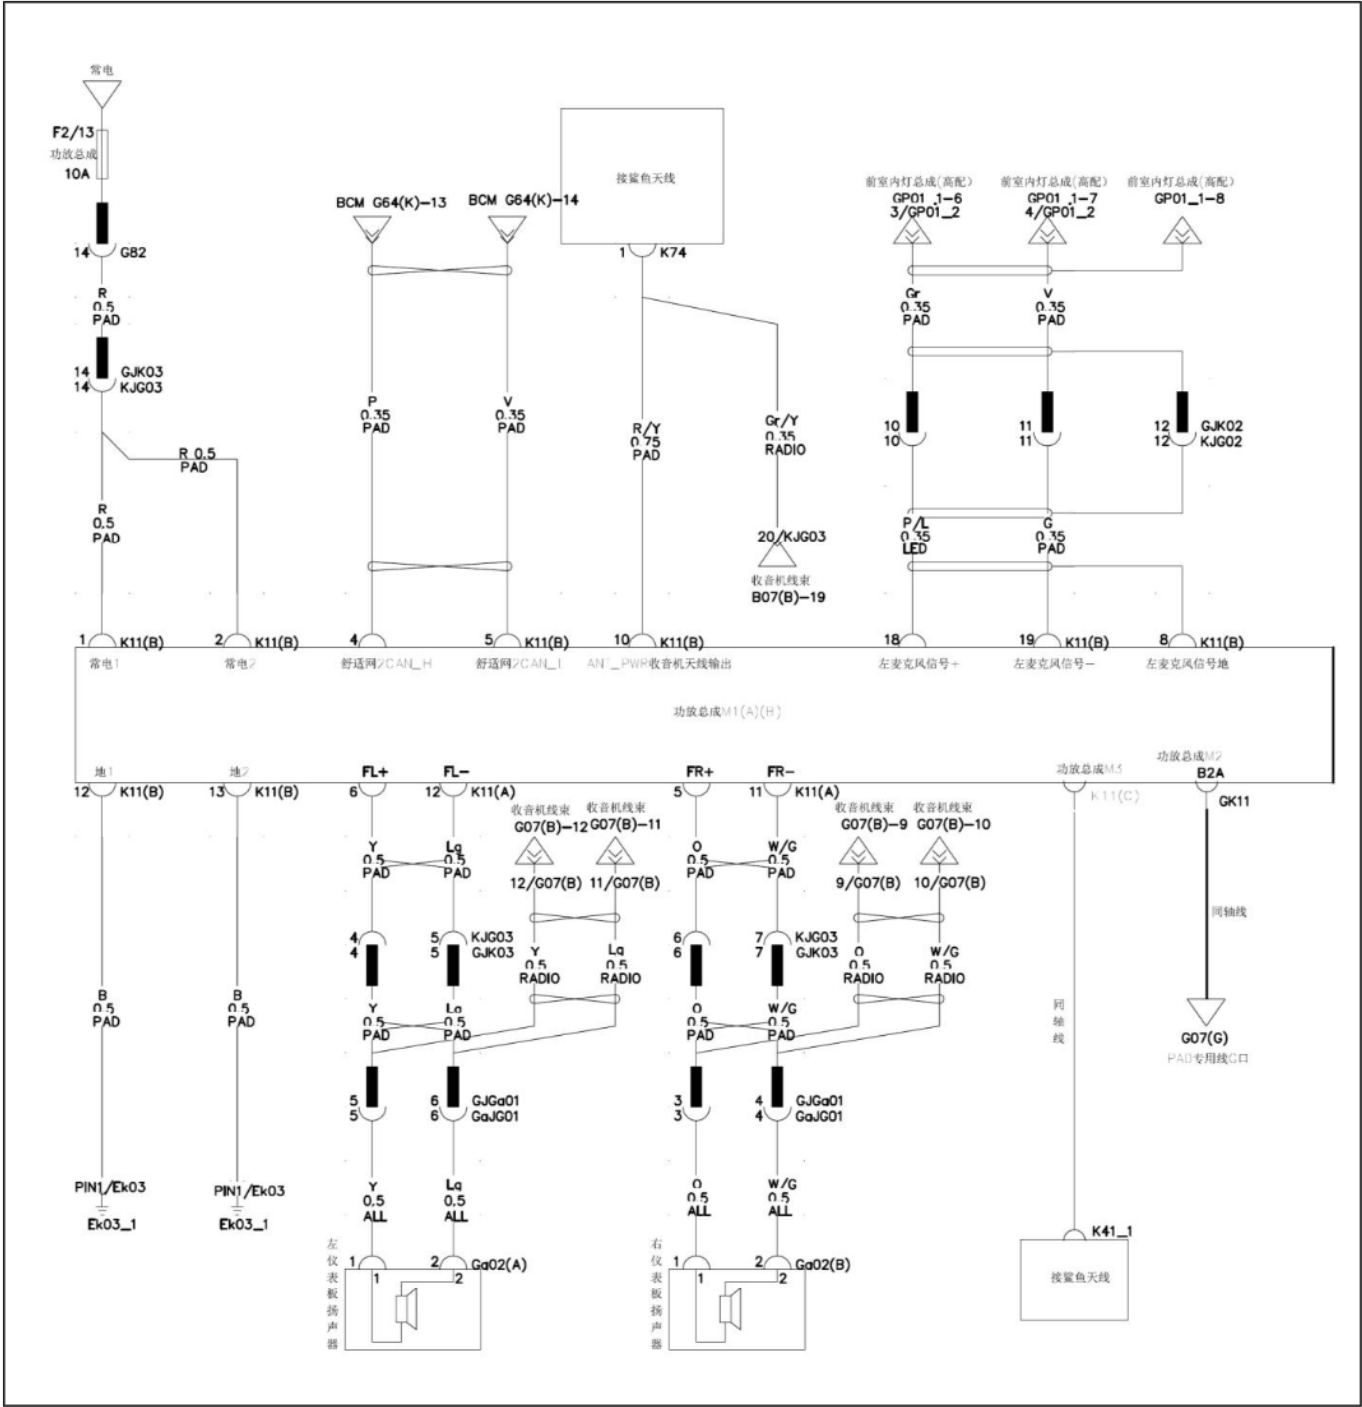 常电
F2/13
功放总成
10A
14 G82
R
0.5
PAD
14 GJK03
14 KJG03
R 0.5
PAD
R
0.5
PAD
BCM G64(K)-13
BCM G64(K)-14
P
0.35
PAD
V
0.35
PAD
接鲨鱼天线
1 K74
R/Y
0.75
PAD
Gr/Y
0.35
RADIO
20/KJG03
收音机线束
B07(B)-19
前室内灯总成(高配)
GP01_1-6
3/GP01_2
前室内灯总成(高配)
GP01_1-7
4/GP01_2
前室内灯总成(高配)
GP01_1-8
Gr
0.35
PAD
V
0.35
PAD
10
10
11
11
12 GJK02
12 KJG02
P/L
0.35
LED
G
0.35
PAD
1 K11(B)
2 K11(B)
4
5 K11(B)
10 K11(B)
18
19 K11(B)
8 K11(B)
常电1
常电2
舒适网2CAN_H
舒适网2CAN_L
ANT_PWR收音机天线输出
左麦克风信号+
左麦克风信号-
左麦克风信号地
功放总成M1(A)(B)
地1
地2
FL+
FL-
FR+
FR-
功放总成M3
功放总成M2
B2A
12 K11(B)
13 K11(B)
6
12 K11(A)
5
11 K11(A)
K11(C)
GK11
收音机线束
G07(B)-12
收音机线束
G07(B)-11
收音机线束
G07(B)-9
收音机线束
G07(B)-10
Y
0.5
PAD
Lg
0.5
PAD
12/G07(B)
11/G07(B)
O
0.5
PAD
W/G
0.5
PAD
9/G07(B)
10/G07(B)
同轴线
4
4
5 KJG03
5 GJK03
Y
0.5
RADIO
Lg
0.5
RADIO
6
6
7 KJG03
7 GJK03
O
0.5
RADIO
W/G
0.5
RADIO
B
0.5
PAD
B
0.5
PAD
Y
0.5
PAD
Lg
0.5
PAD
O
0.5
PAD
W/G
0.5
PAD
同轴线
G07(G)
PAD专用线C口
5
5
6 GJGa01
6 GaJG01
3
3
4 GJGa01
4 GaJG01
PIN1/Ek03
Ek03_1
PIN1/Ek03
Ek03_1
Y
0.5
ALL
Lg
0.5
ALL
O
0.5
ALL
W/G
0.5
ALL
左仪表板扬声器
1
2 Ga02(A)
1
2
右仪表板扬声器
1
2 Ga02(B)
1
2
K41_1
接鲨鱼天线